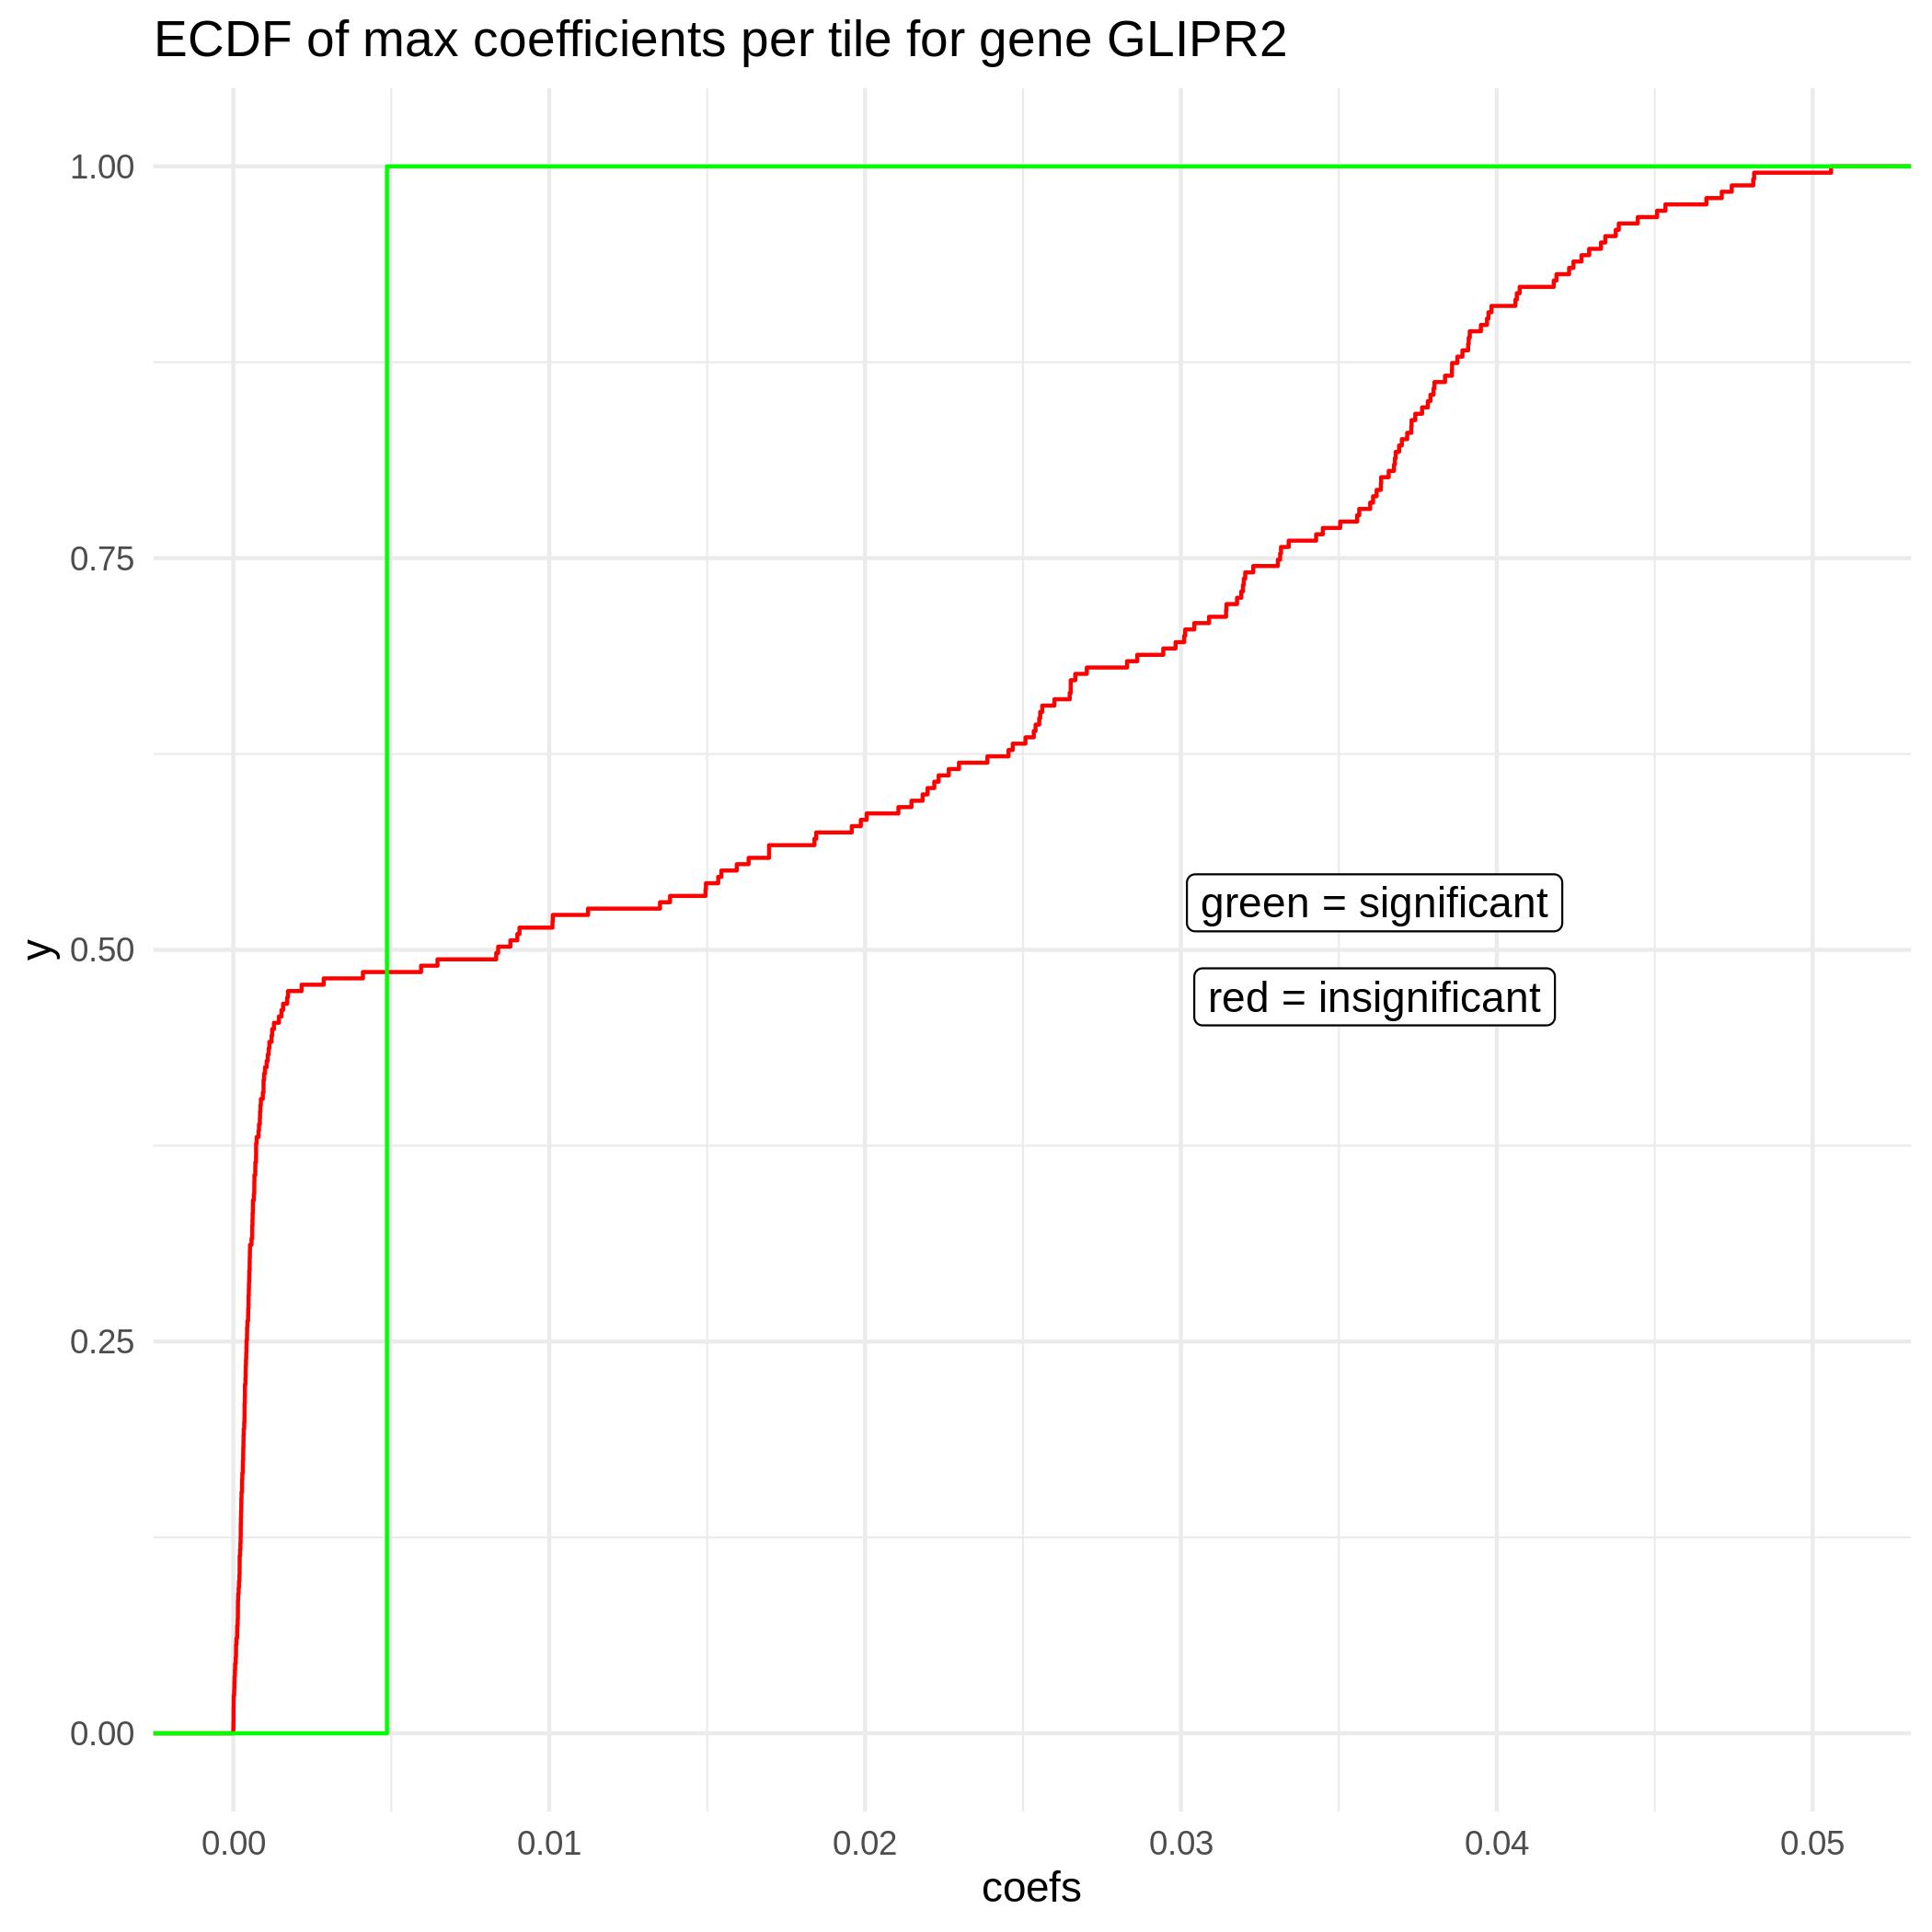 ECDF of max coefficients per tile for gene GLIPR2
1.00
0.75
0.50
0.25
0.00
y
green = significant
red = insignificant
0.00 0.01 0.02 0.03 0.04 0.05
coefs